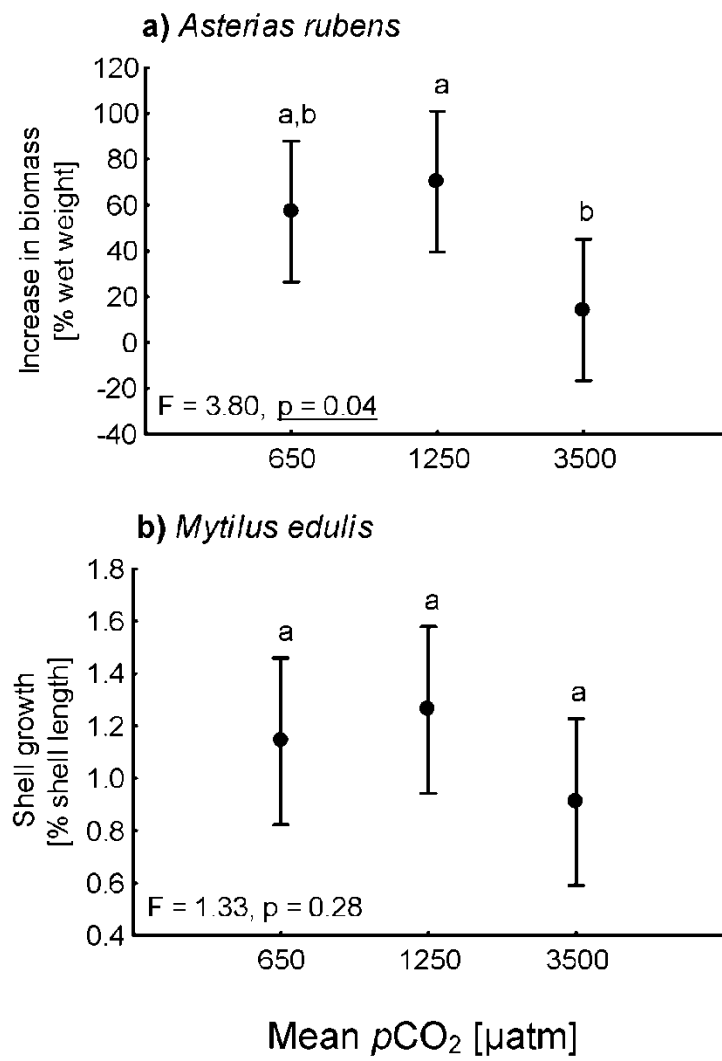 a) Asterias rubens
Increase in biomass
[% wet weight]
120
100
80
60
40
20
0
-20
-40
a,b
a
b
F = 3.80, p = 0.04
650 1250 3500
b) Mytilus edulis
Shell growth
[% shell length]
1.8
1.6
1.4
1.2
1.0
0.8
0.6
0.4
a
a
a
F = 1.33, p = 0.28
650 1250 3500
Mean pCO₂ [µatm]